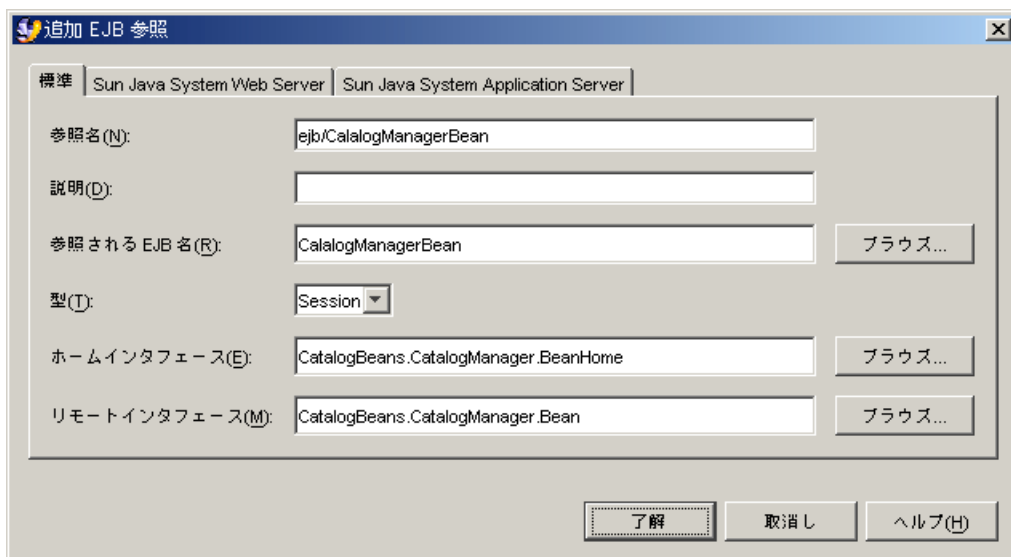 追加 EJB 参照
標準 Sun Java System Web Server Sun Java System Application Server
参照名(N): ejb/CalalogManagerBean
説明(D):
参照される EJB 名(R): CalalogManagerBean ブラウズ...
型(T): Session
ホームインタフェース(E): CatalogBeans.CatalogManager.BeanHome ブラウズ...
リモートインタフェース(M): CatalogBeans.CatalogManager.Bean ブラウズ...
了解 取消し ヘルプ(H)